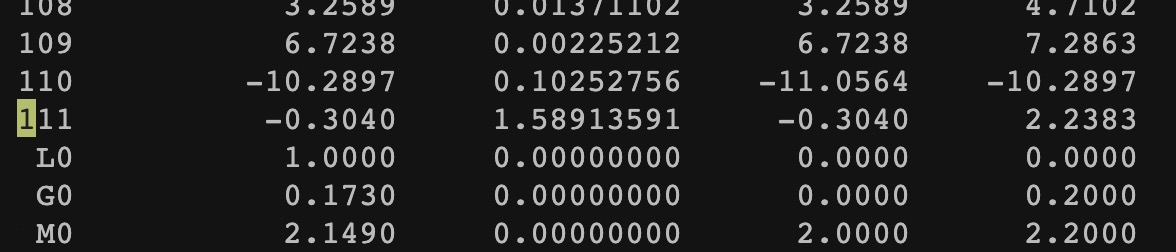 108 3.2589 0.01371102 3.2589 4.7102
109 6.7238 0.00225212 6.7238 7.2863
110 −10.2897 0.10252756 −11.0564 −10.2897
111 −0.3040 1.58913591 −0.3040 2.2383
L0 1.0000 0.00000000 0.0000 0.0000
G0 0.1730 0.00000000 0.0000 0.2000
M0 2.1490 0.00000000 2.0000 2.2000